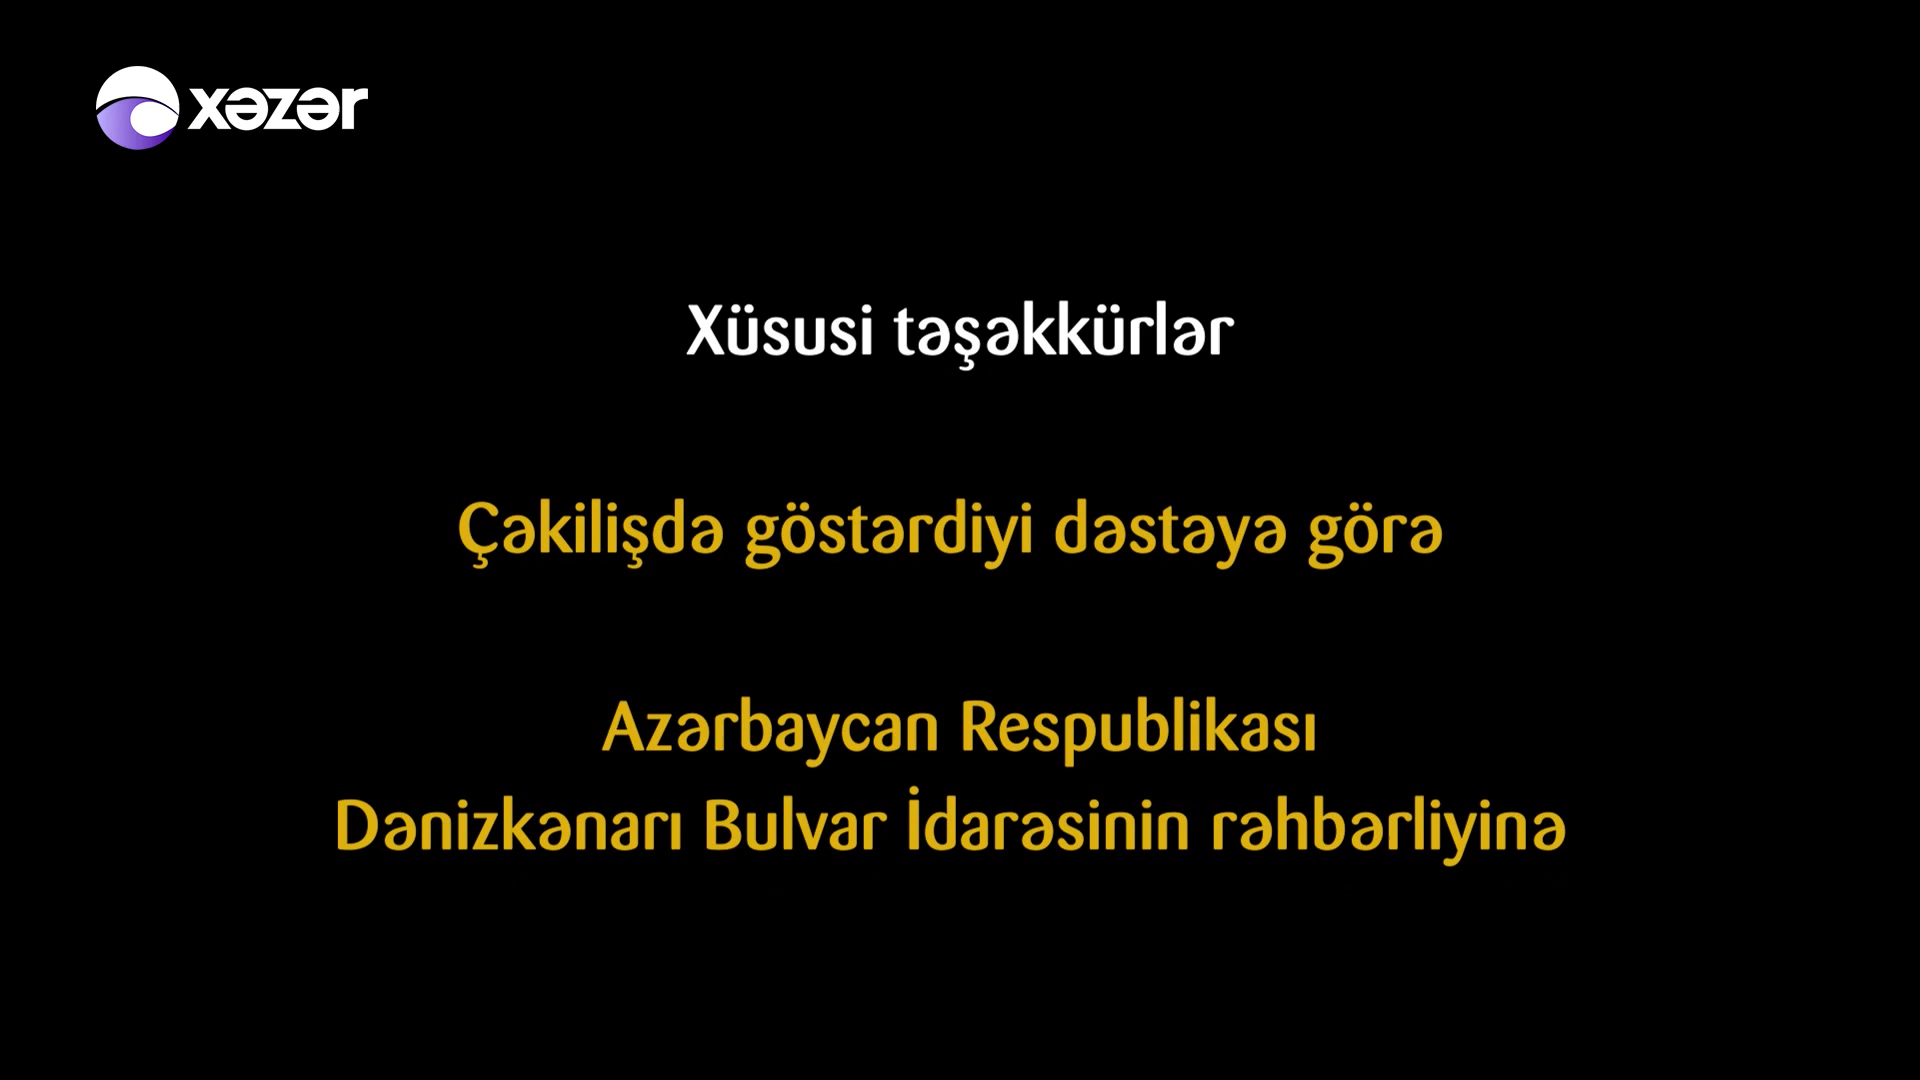 xəzər
Xüsusi təşəkkürlər
Çəkilişdə göstərdiyi dəstəyə görə
Azərbaycan Respublikası
Dənizkənarı Bulvar İdarəsinin rəhbərliyinə